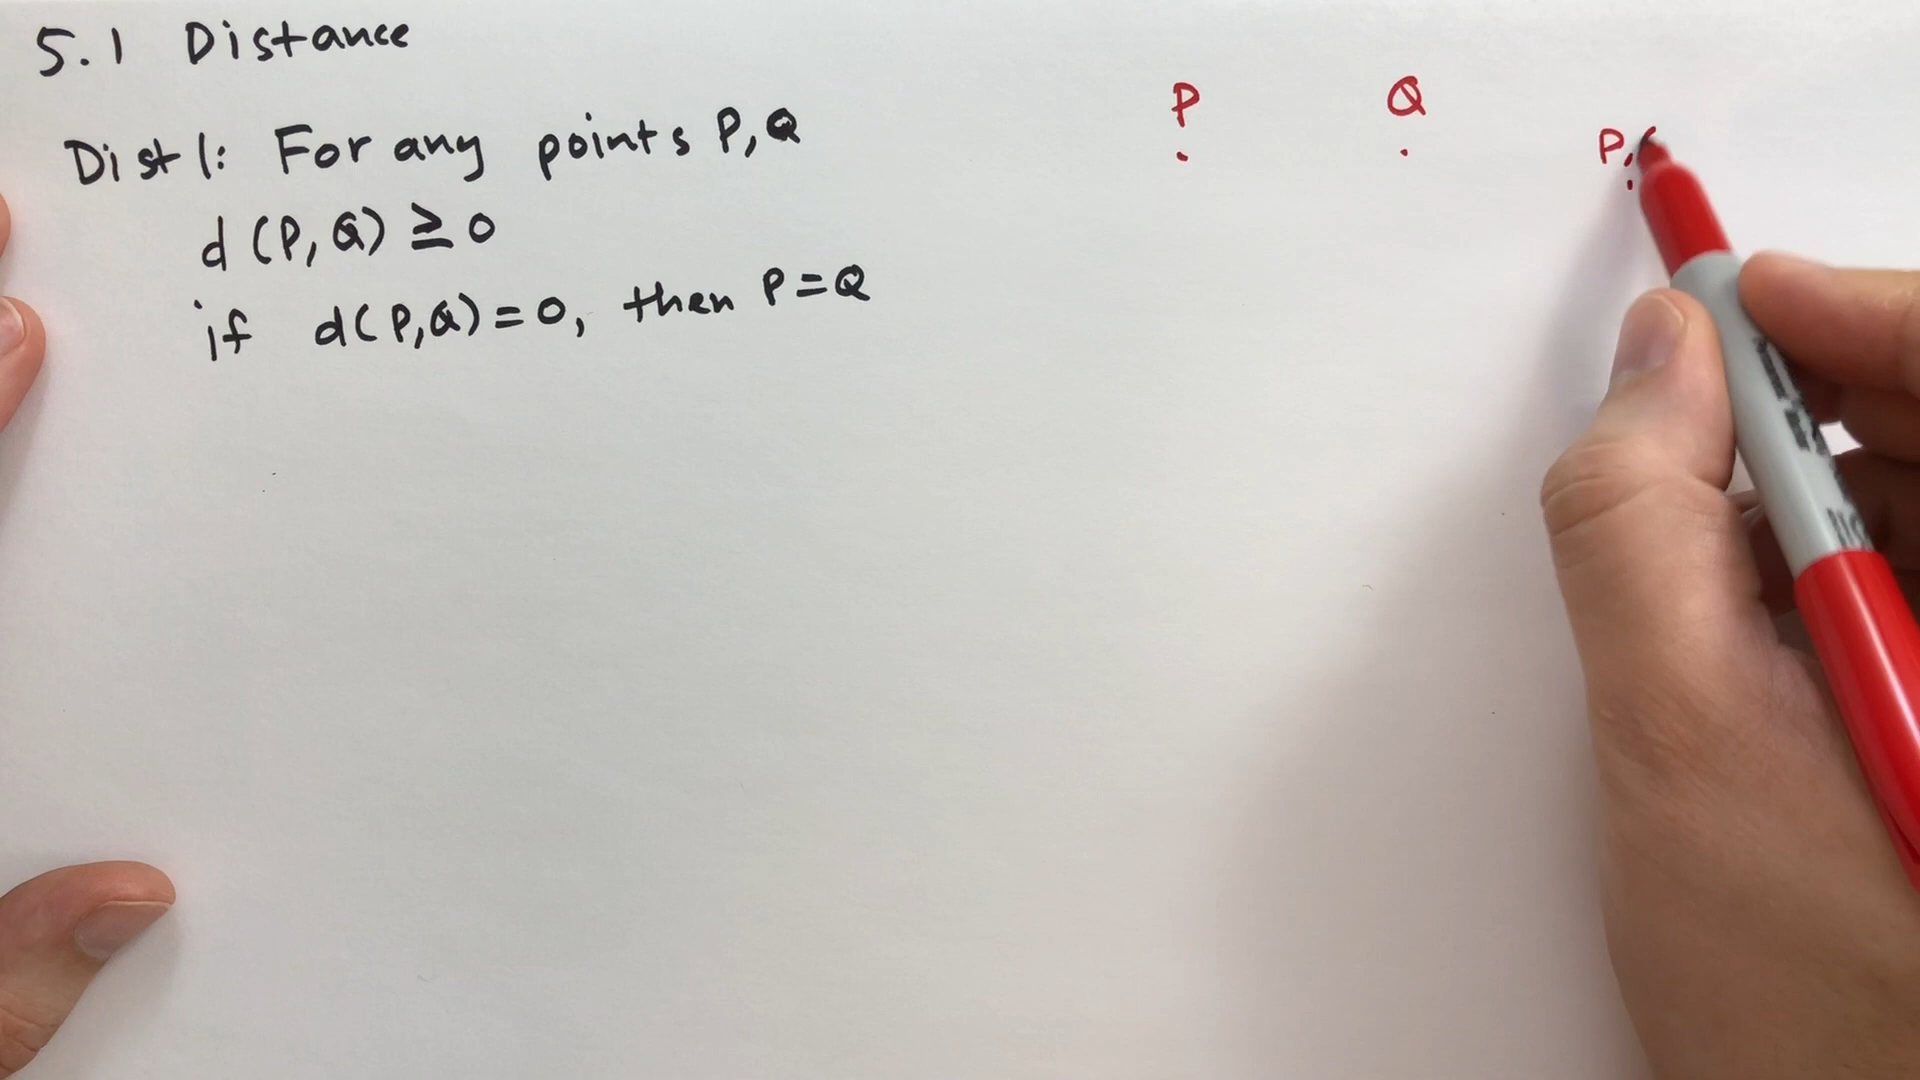 5.1 Distance
Dist 1: For any points P, Q
d (P, Q) ≥ 0
if d(P,Q) = 0, then P = Q
P
Q
P,